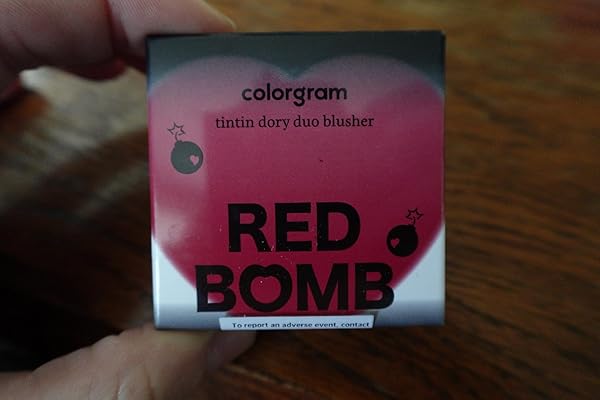 colorgram
tintin dory duo blusher
RED
BOMB
To report an adverse event, contact